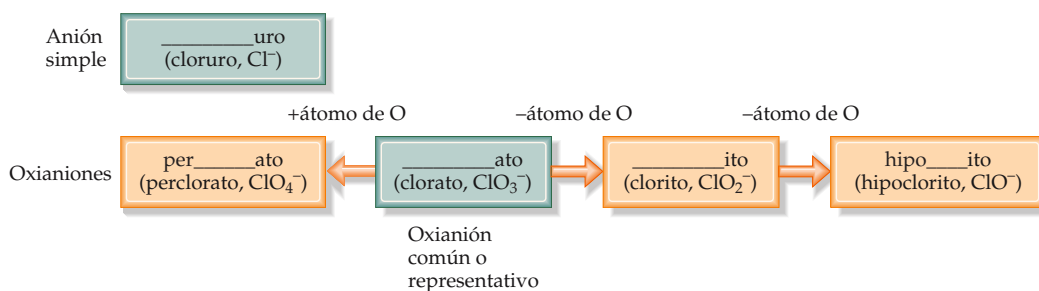 Anión
simple
_________uro
(cloruro, Cl⁻)
+átomo de O
−átomo de O
−átomo de O
Oxianiones
per______ato
(perclorato, ClO₄⁻)
_________ato
(clorato, ClO₃⁻)
_________ito
(clorito, ClO₂⁻)
hipo____ito
(hipoclorito, ClO⁻)
Oxianión
común o
representativo